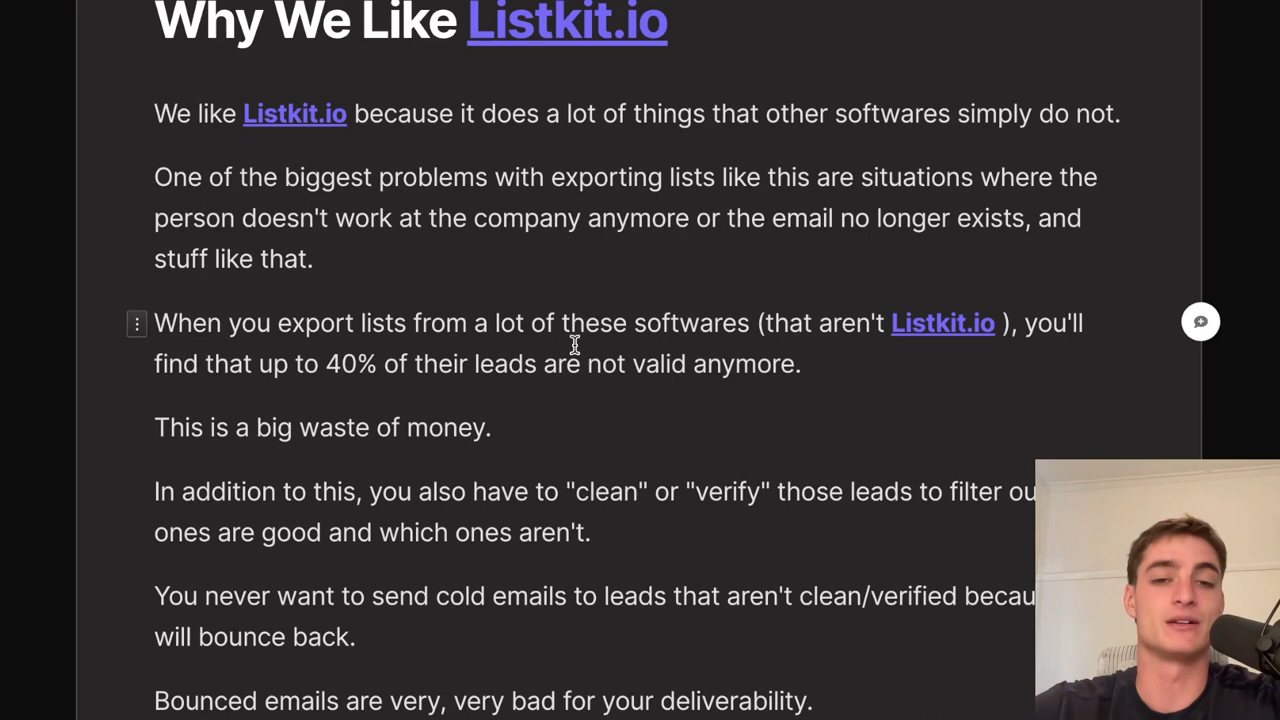 Why We Like Listkit.io
We like Listkit.io because it does a lot of things that other softwares simply do not.
One of the biggest problems with exporting lists like this are situations where the
person doesn't work at the company anymore or the email no longer exists, and
stuff like that.
When you export lists from a lot of these softwares (that aren't Listkit.io ), you'll
find that up to 40% of their leads are not valid anymore.
This is a big waste of money.
In addition to this, you also have to "clean" or "verify" those leads to filter
ones are good and which ones aren't.
You never want to send cold emails to leads that aren't clean/verified
will bounce back.
Bounced emails are very, very bad for your deliverability.